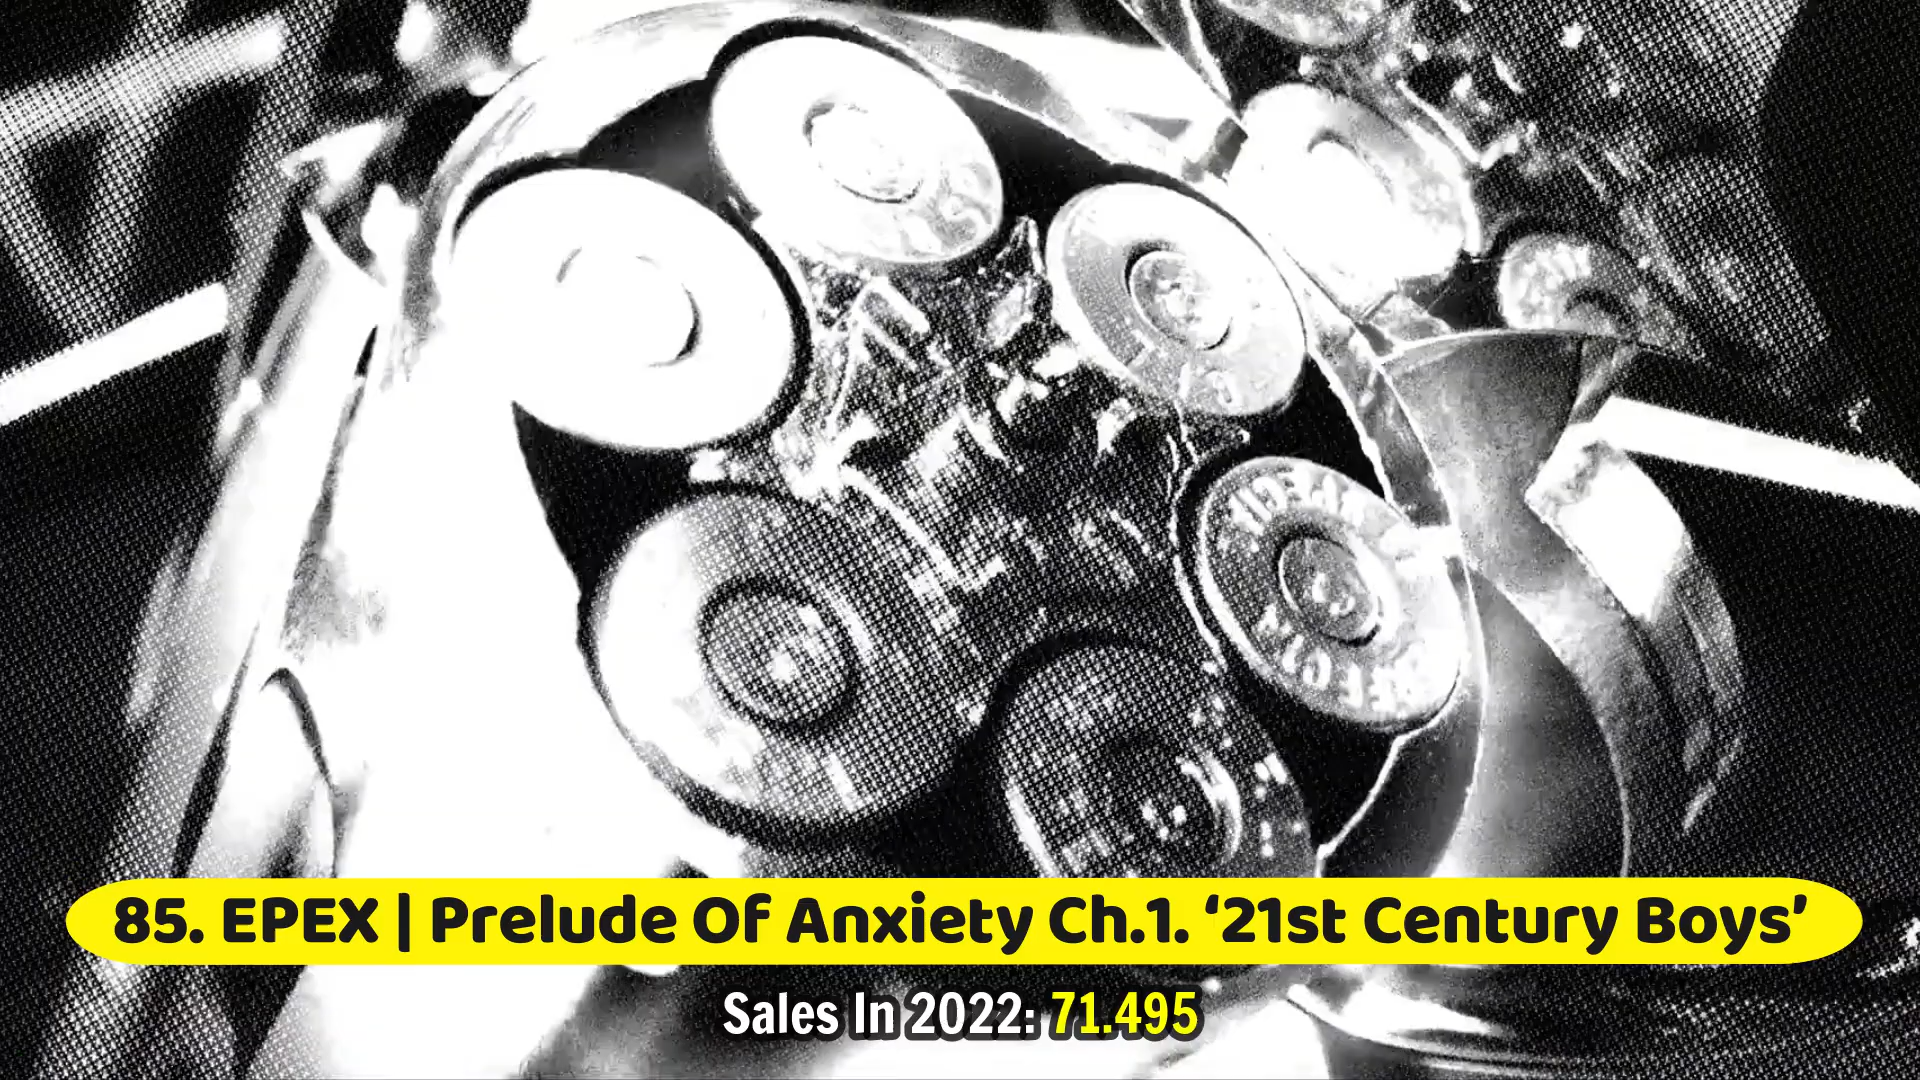 85. EPEX | Prelude Of Anxiety Ch.1. ‘21st Century Boys’
Sales In 2022: 71.495